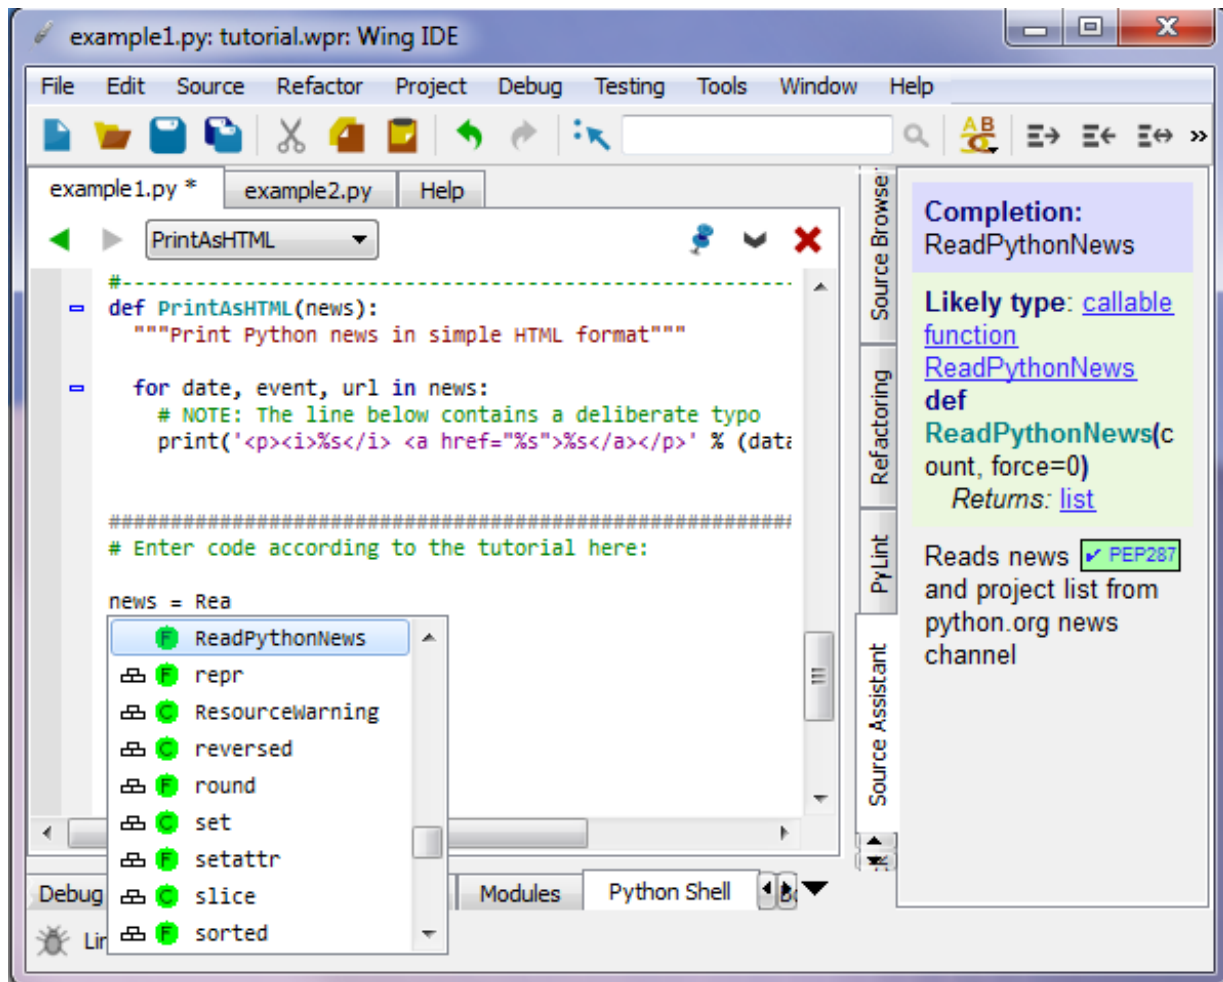 example1.py: tutorial.wpr: Wing IDE
File Edit Source Refactor Project Debug Testing Tools Window Help
example1.py * example2.py Help
PrintAsHTML
#------------------------------------------------------
def PrintAsHTML(news):
"""Print Python news in simple HTML format"""
for date, event, url in news:
# NOTE: The line below contains a deliberate typo
print('<p><i>%s</i> <a href="%s">%s</a></p>' % (data
#######################################################
# Enter code according to the tutorial here:
news = Rea
ReadPythonNews
repr
ResourceWarning
reversed
round
set
setattr
slice
sorted
Debug
Modules
Python Shell
Source Browse
Refactoring
PyLint
Source Assistant
Completion:
ReadPythonNews
Likely type: callable
function
ReadPythonNews
def
ReadPythonNews(c
ount, force=0)
Returns: list
Reads news ✔ PEP287
and project list from
python.org news
channel